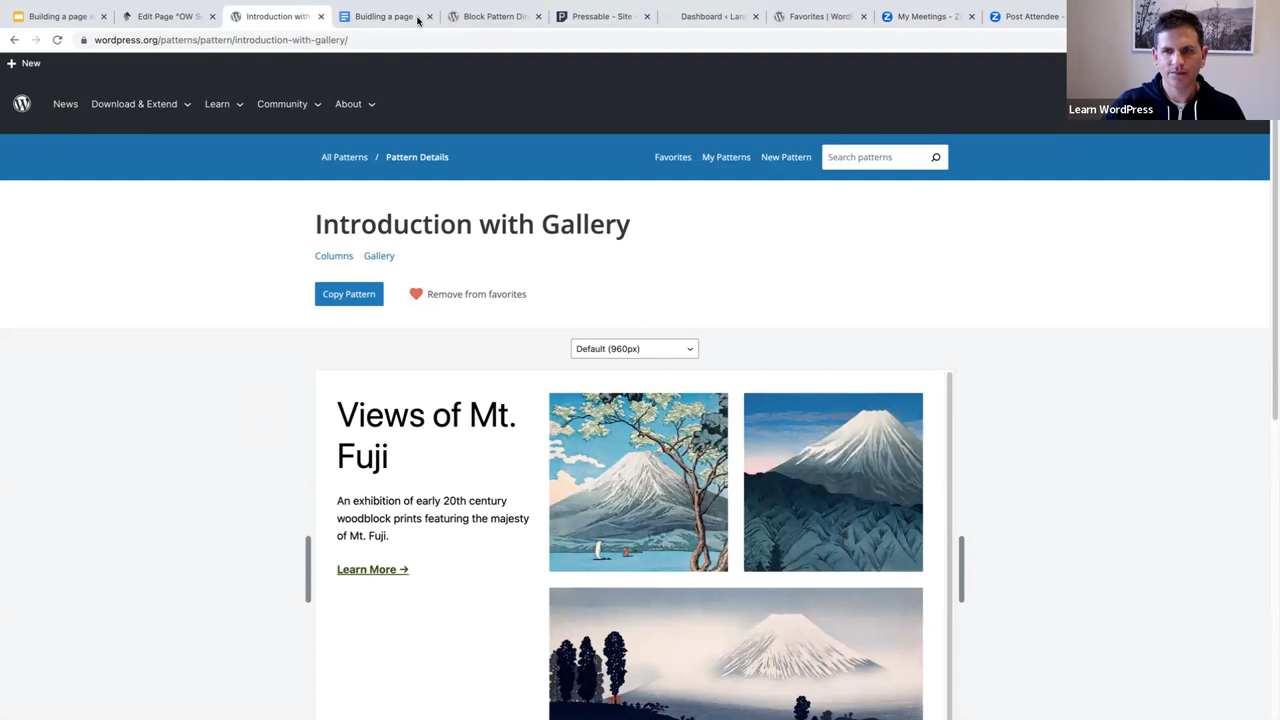 Building a page w
Edit Page "OW S
Introduction with
Buidling a page
Block Pattern Dir
Pressable - Site
Dashboard ‹ Lan
Favorites | WordP
My Meetings - Z
Post Attendee -
wordpress.org/patterns/pattern/introduction-with-gallery/
New
Learn WordPress
News Download & Extend Learn Community About
All Patterns / Pattern Details
Favorites My Patterns New Pattern Search patterns
Introduction with Gallery
Columns Gallery
Copy Pattern Remove from favorites
Default (960px)
Views of Mt.
Fuji
An exhibition of early 20th century
woodblock prints featuring the majesty
of Mt. Fuji.
Learn More →